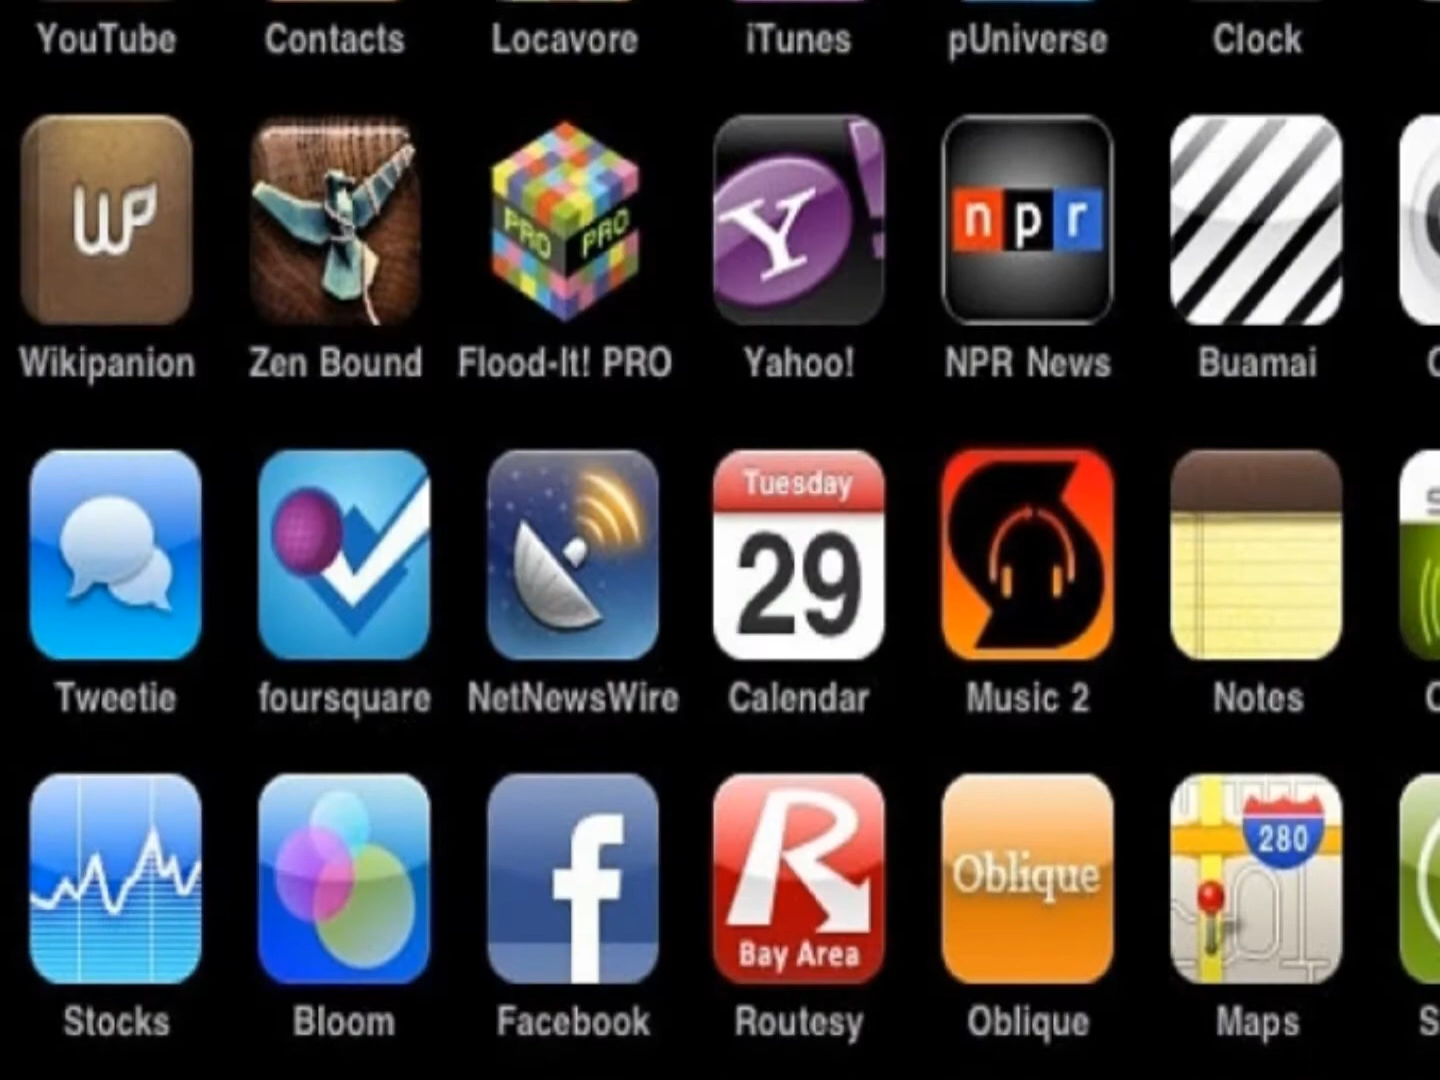 YouTube Contacts Locavore iTunes pUniverse Clock
WP PRO PRO Y! npr
Wikipanion Zen Bound Flood-It! PRO Yahoo! NPR News Buamai
Tuesday
29
Tweetie foursquare NetNewsWire Calendar Music 2 Notes
280
f R Oblique
Bay Area
Stocks Bloom Facebook Routesy Oblique Maps